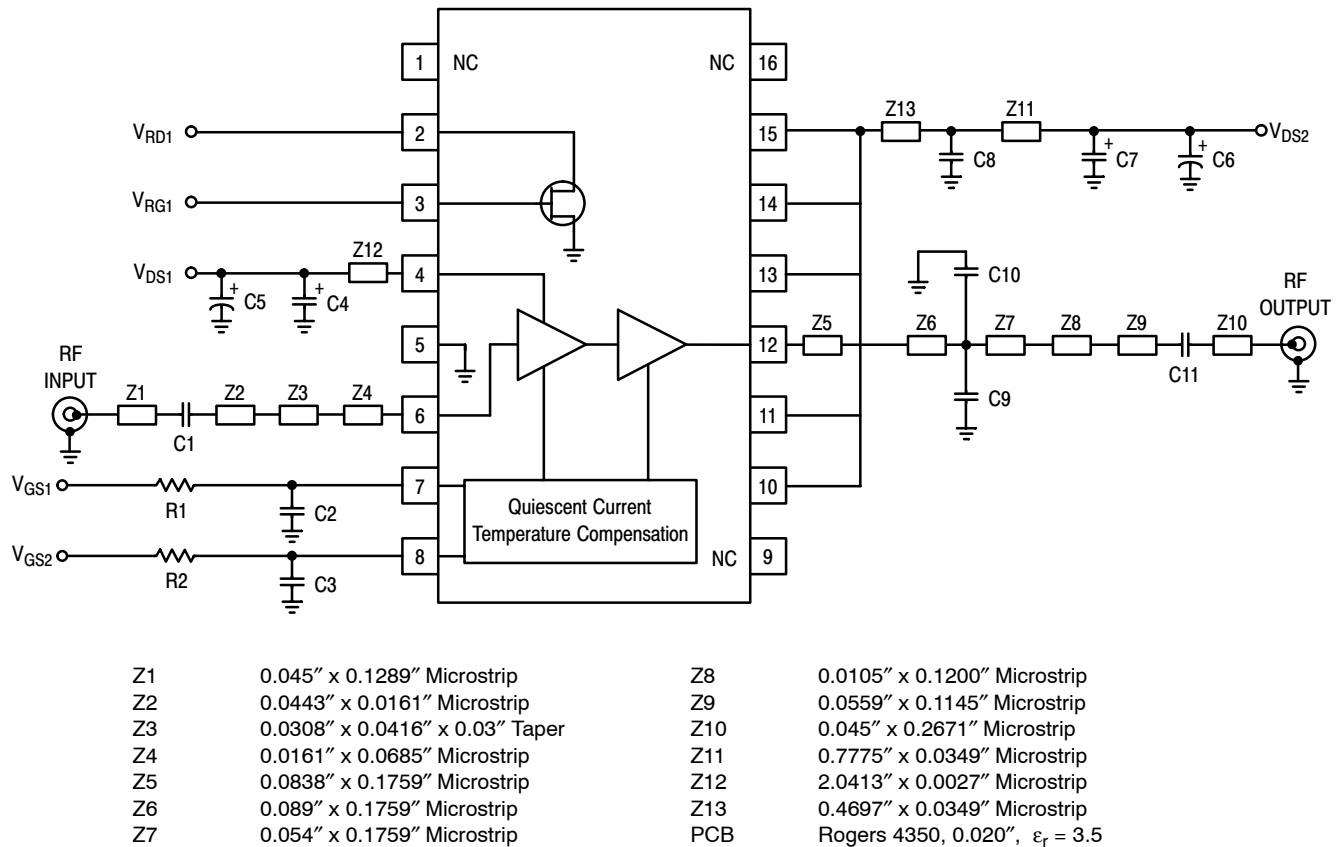 1 NC NC 16
V_RD1 2 15 Z13 Z11 V_DS2
C8 + C7 + C6
V_RG1 3 14
V_DS1 Z12 4 13 C10
+ C5 + C4
RF OUTPUT
5 12 Z5 Z6 Z7 Z8 Z9 Z10
C11
RF INPUT
Z1 Z2 Z3 Z4 6 11 C9
C1
V_GS1 7 10
R1 C2
Quiescent Current
Temperature Compensation
V_GS2 8 NC 9
R2 C3
Z1 0.045″ x 0.1289″ Microstrip
Z2 0.0443″ x 0.0161″ Microstrip
Z3 0.0308″ x 0.0416″ x 0.03″ Taper
Z4 0.0161″ x 0.0685″ Microstrip
Z5 0.0838″ x 0.1759″ Microstrip
Z6 0.089″ x 0.1759″ Microstrip
Z7 0.054″ x 0.1759″ Microstrip
Z8 0.0105″ x 0.1200″ Microstrip
Z9 0.0559″ x 0.1145″ Microstrip
Z10 0.045″ x 0.2671″ Microstrip
Z11 0.7775″ x 0.0349″ Microstrip
Z12 2.0413″ x 0.0027″ Microstrip
Z13 0.4697″ x 0.0349″ Microstrip
PCB Rogers 4350, 0.020″, ε_r = 3.5